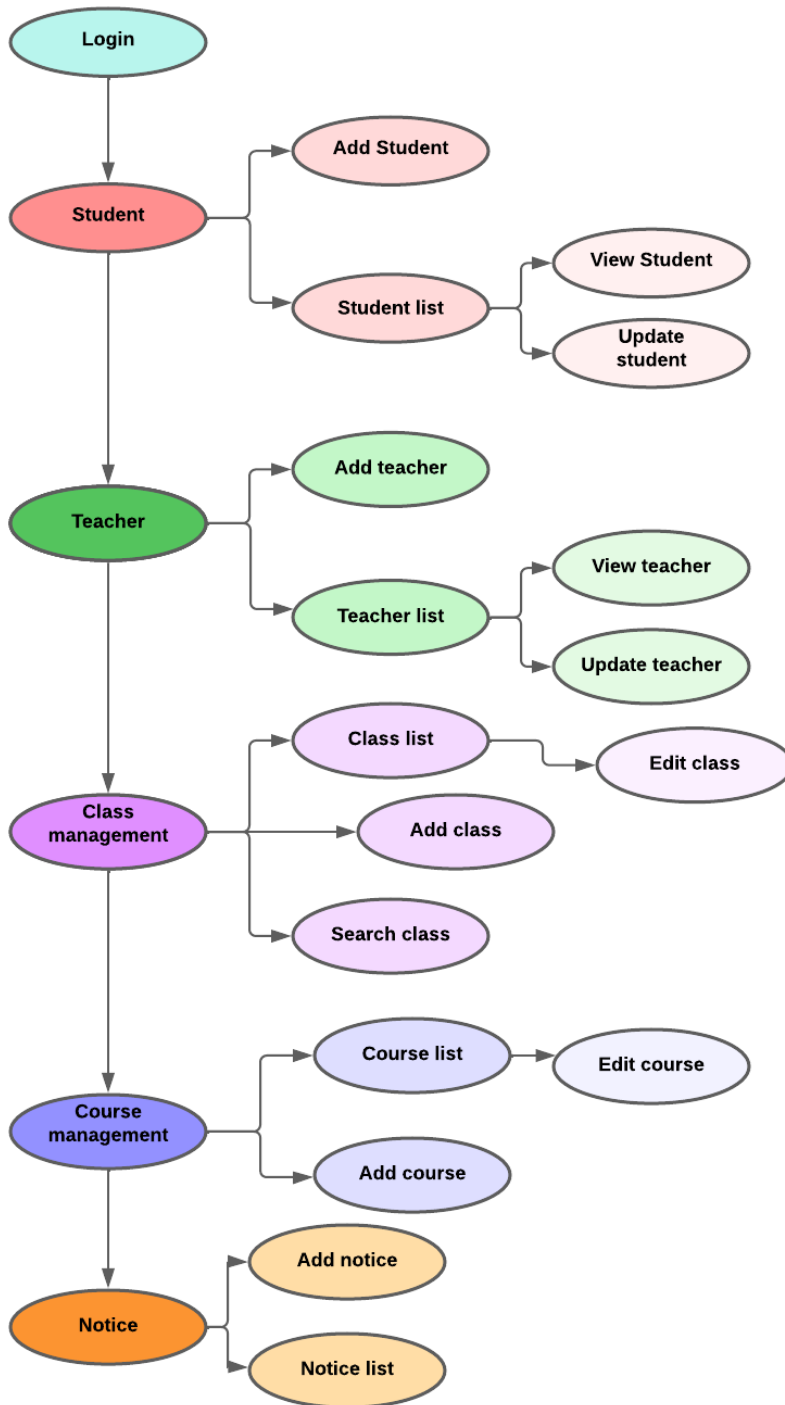 Login
Add Student
Student
View Student
Student list
Update
student
Add teacher
Teacher
View teacher
Teacher list
Update teacher
Class list
Edit class
Class
management
Add class
Search class
Course list
Edit course
Course
management
Add course
Add notice
Notice
Notice list